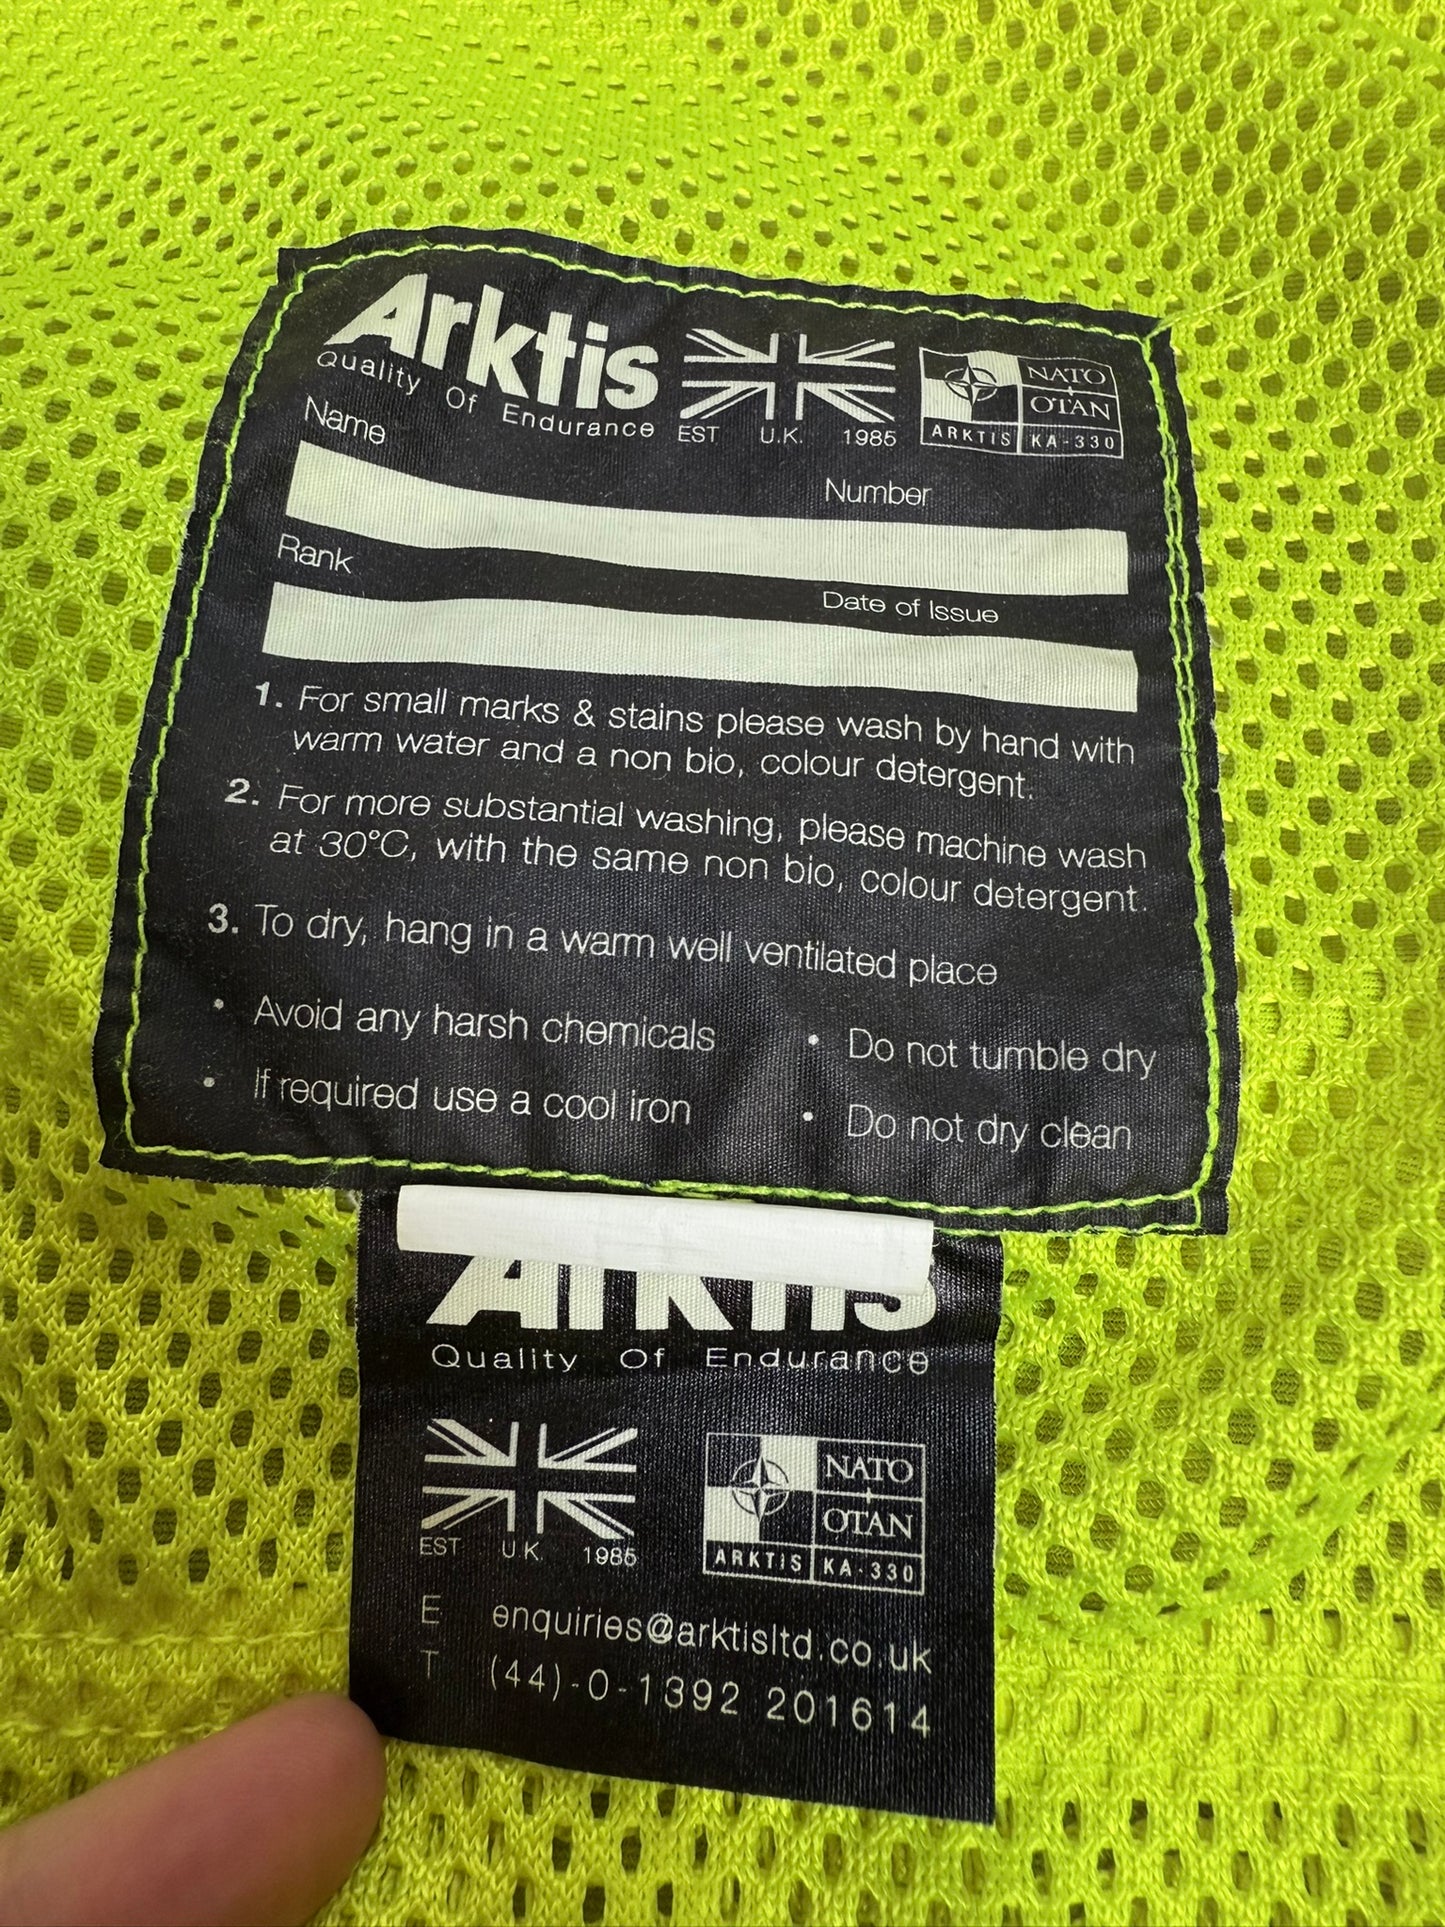 Arktis
Quality Of Endurance
EST U.K. 1985
NATO
OTAN
ARKTIS KA-330
Name
Number
Rank
Date of Issue
1. For small marks & stains please wash by hand with
warm water and a non bio, colour detergent.
2. For more substantial washing, please machine wash
at 30°C, with the same non bio, colour detergent.
3. To dry, hang in a warm well ventilated place
• Avoid any harsh chemicals
• Do not tumble dry
• If required use a cool iron
• Do not dry clean
Arktis
Quality Of Endurance
EST U.K. 1985
NATO
OTAN
ARKTIS KA-330
E enquiries@arktisltd.co.uk
T (44)-0-1392 201614